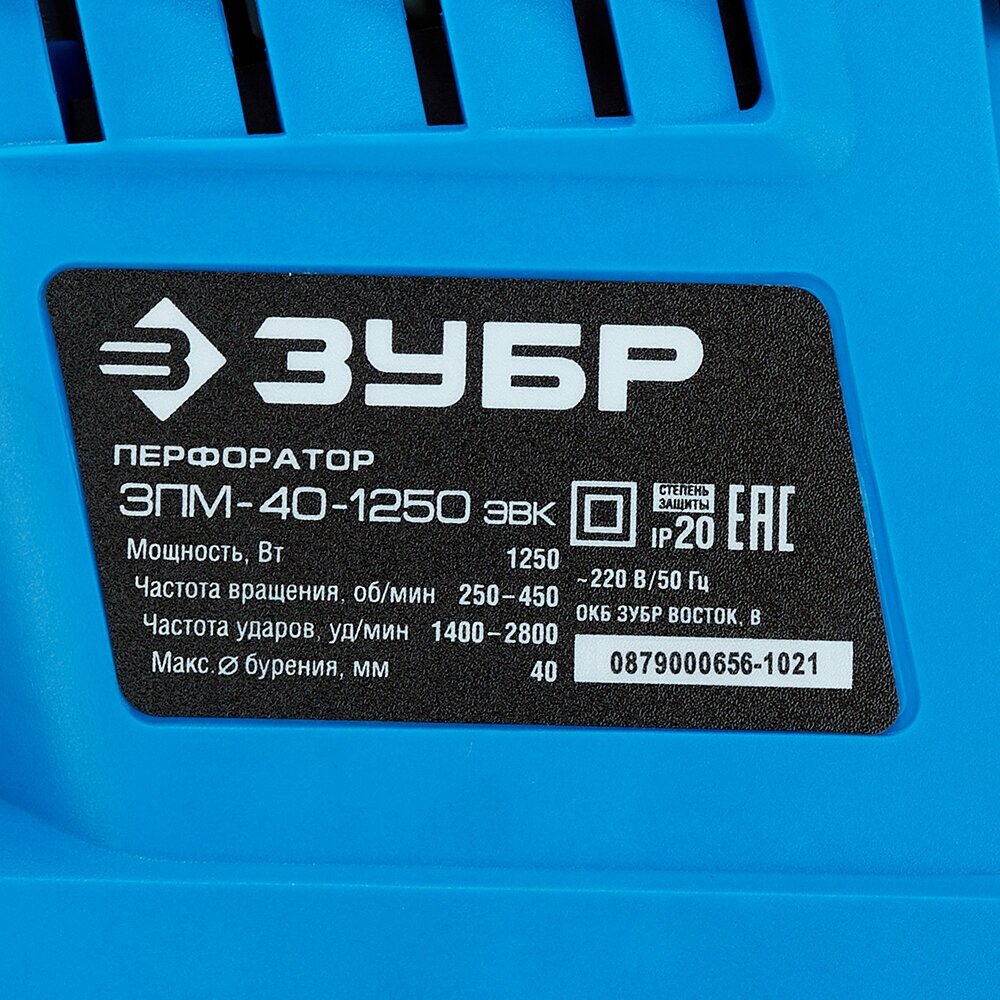 ЗУБР
ПЕРФОРАТОР
ЗПМ-40-1250 ЭВК
СТЕПЕНЬ
ЗАЩИТЫ
IP20
EAC
Мощность, Вт 1250
Частота вращения, об/мин 250-450
Частота ударов, уд/мин 1400-2800
Макс.Ø бурения, мм 40
~220 В/50 Гц
ОКБ ЗУБР ВОСТОК, В
0879000656-1021